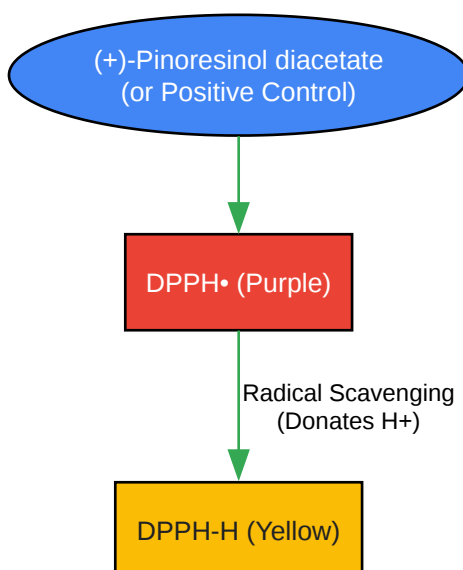 (+)-Pinoresinol diacetate
(or Positive Control)
DPPH• (Purple)
Radical Scavenging
(Donates H+)
DPPH-H (Yellow)